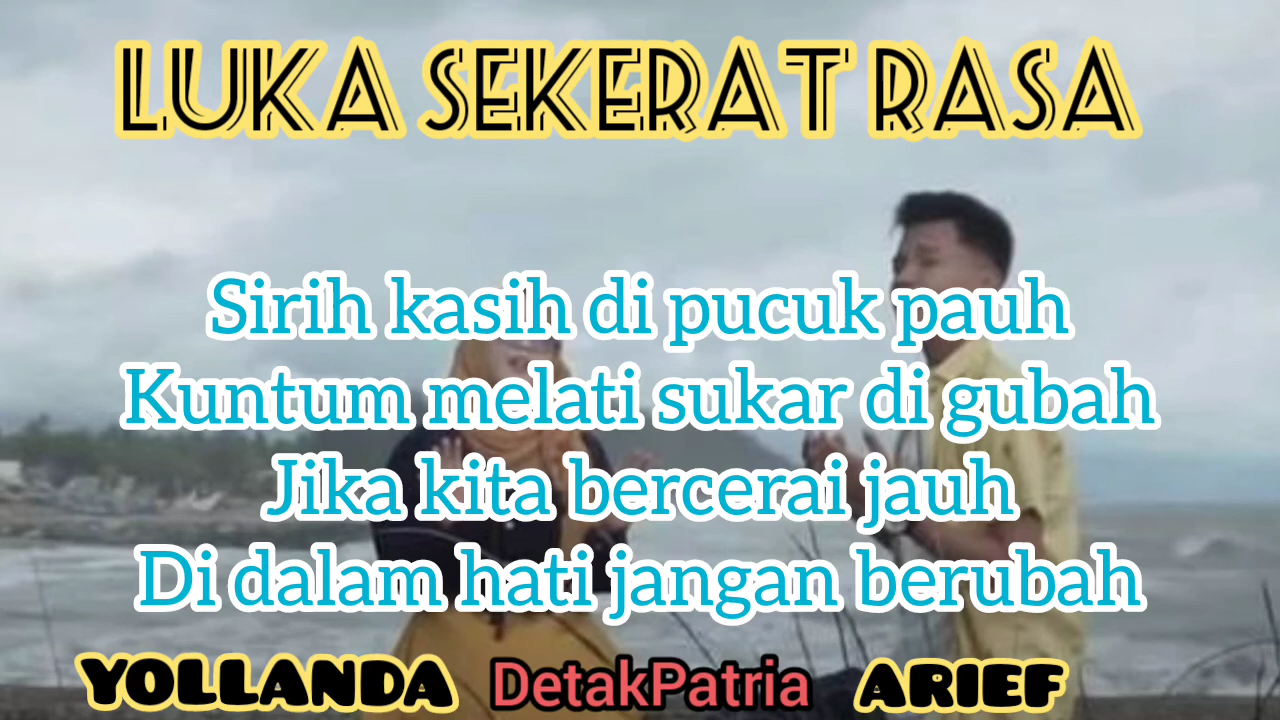 LUKA SEKERAT RASA
Sirih kasih di pucuk pauh
Kuntum melati sukar di gubah
Jika kita bercerai jauh
Di dalam hati jangan berubah
YOLLANDA DetakPatria ARIEF